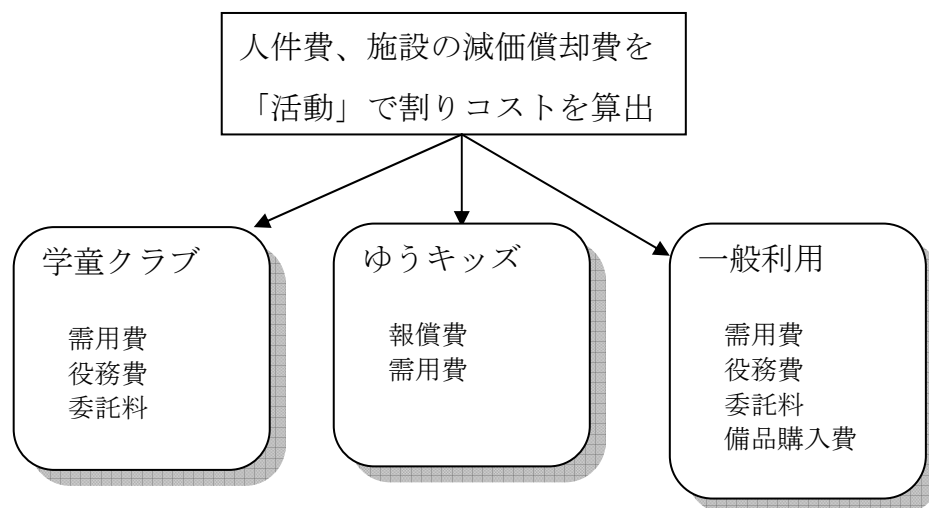 人件費、施設の減価償却費を
「活動」で割りコストを算出
学童クラブ
需用費
役務費
委託料
ゆうキッズ
報償費
需用費
一般利用
需用費
役務費
委託料
備品購入費